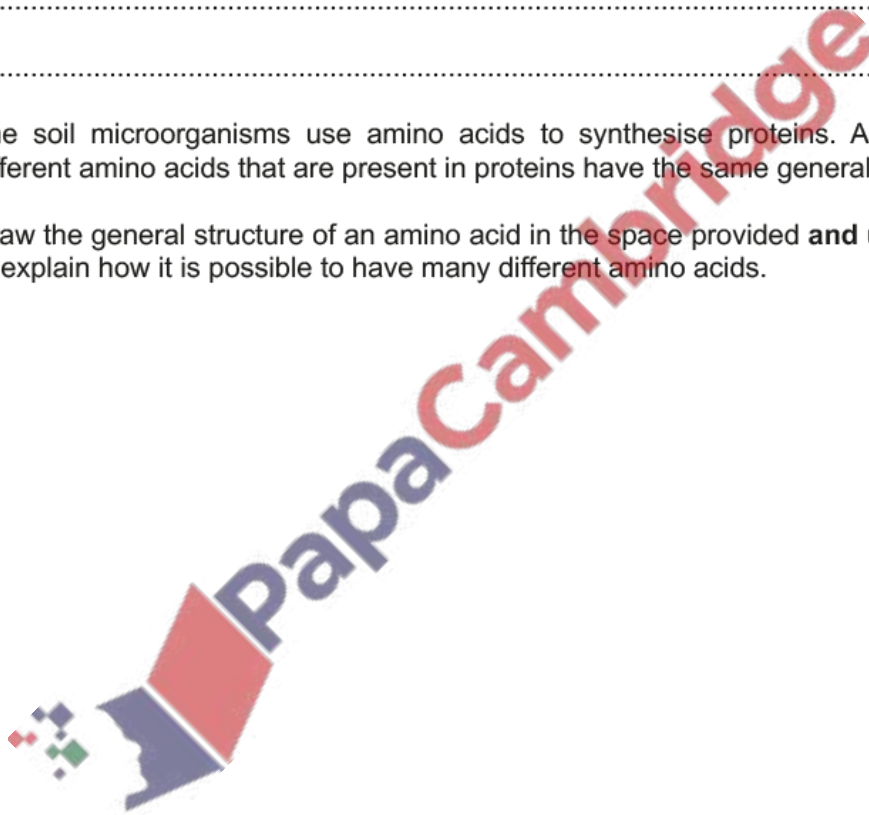 e soil microorganisms use amino acids to synthesise proteins. A
fferent amino acids that are present in proteins have the same general
aw the general structure of an amino acid in the space provided and
explain how it is possible to have many different amino acids.
PapaCambridge